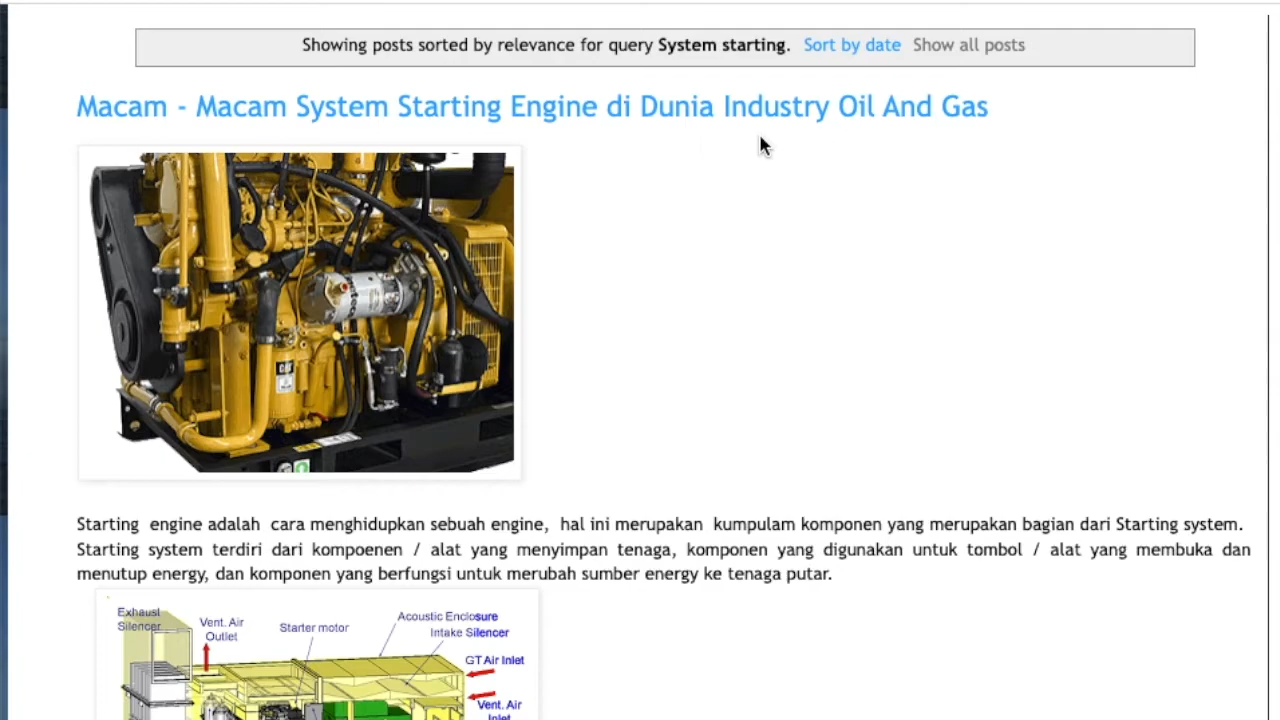 Showing posts sorted by relevance for query System starting. Sort by date Show all posts
Macam - Macam System Starting Engine di Dunia Industry Oil And Gas
CAT
Starting engine adalah cara menghidupkan sebuah engine, hal ini merupakan kumpulam komponen yang merupakan bagian dari Starting system.
Starting system terdiri dari kompoenen / alat yang menyimpan tenaga, komponen yang digunakan untuk tombol / alat yang membuka dan
menutup energy, dan komponen yang berfungsi untuk merubah sumber energy ke tenaga putar.
Exhaust
Silencer
Vent. Air
Outlet
Starter motor
Acoustic Enclosure
Intake Silencer
GT Air Inlet
Vent. Air
Inlet